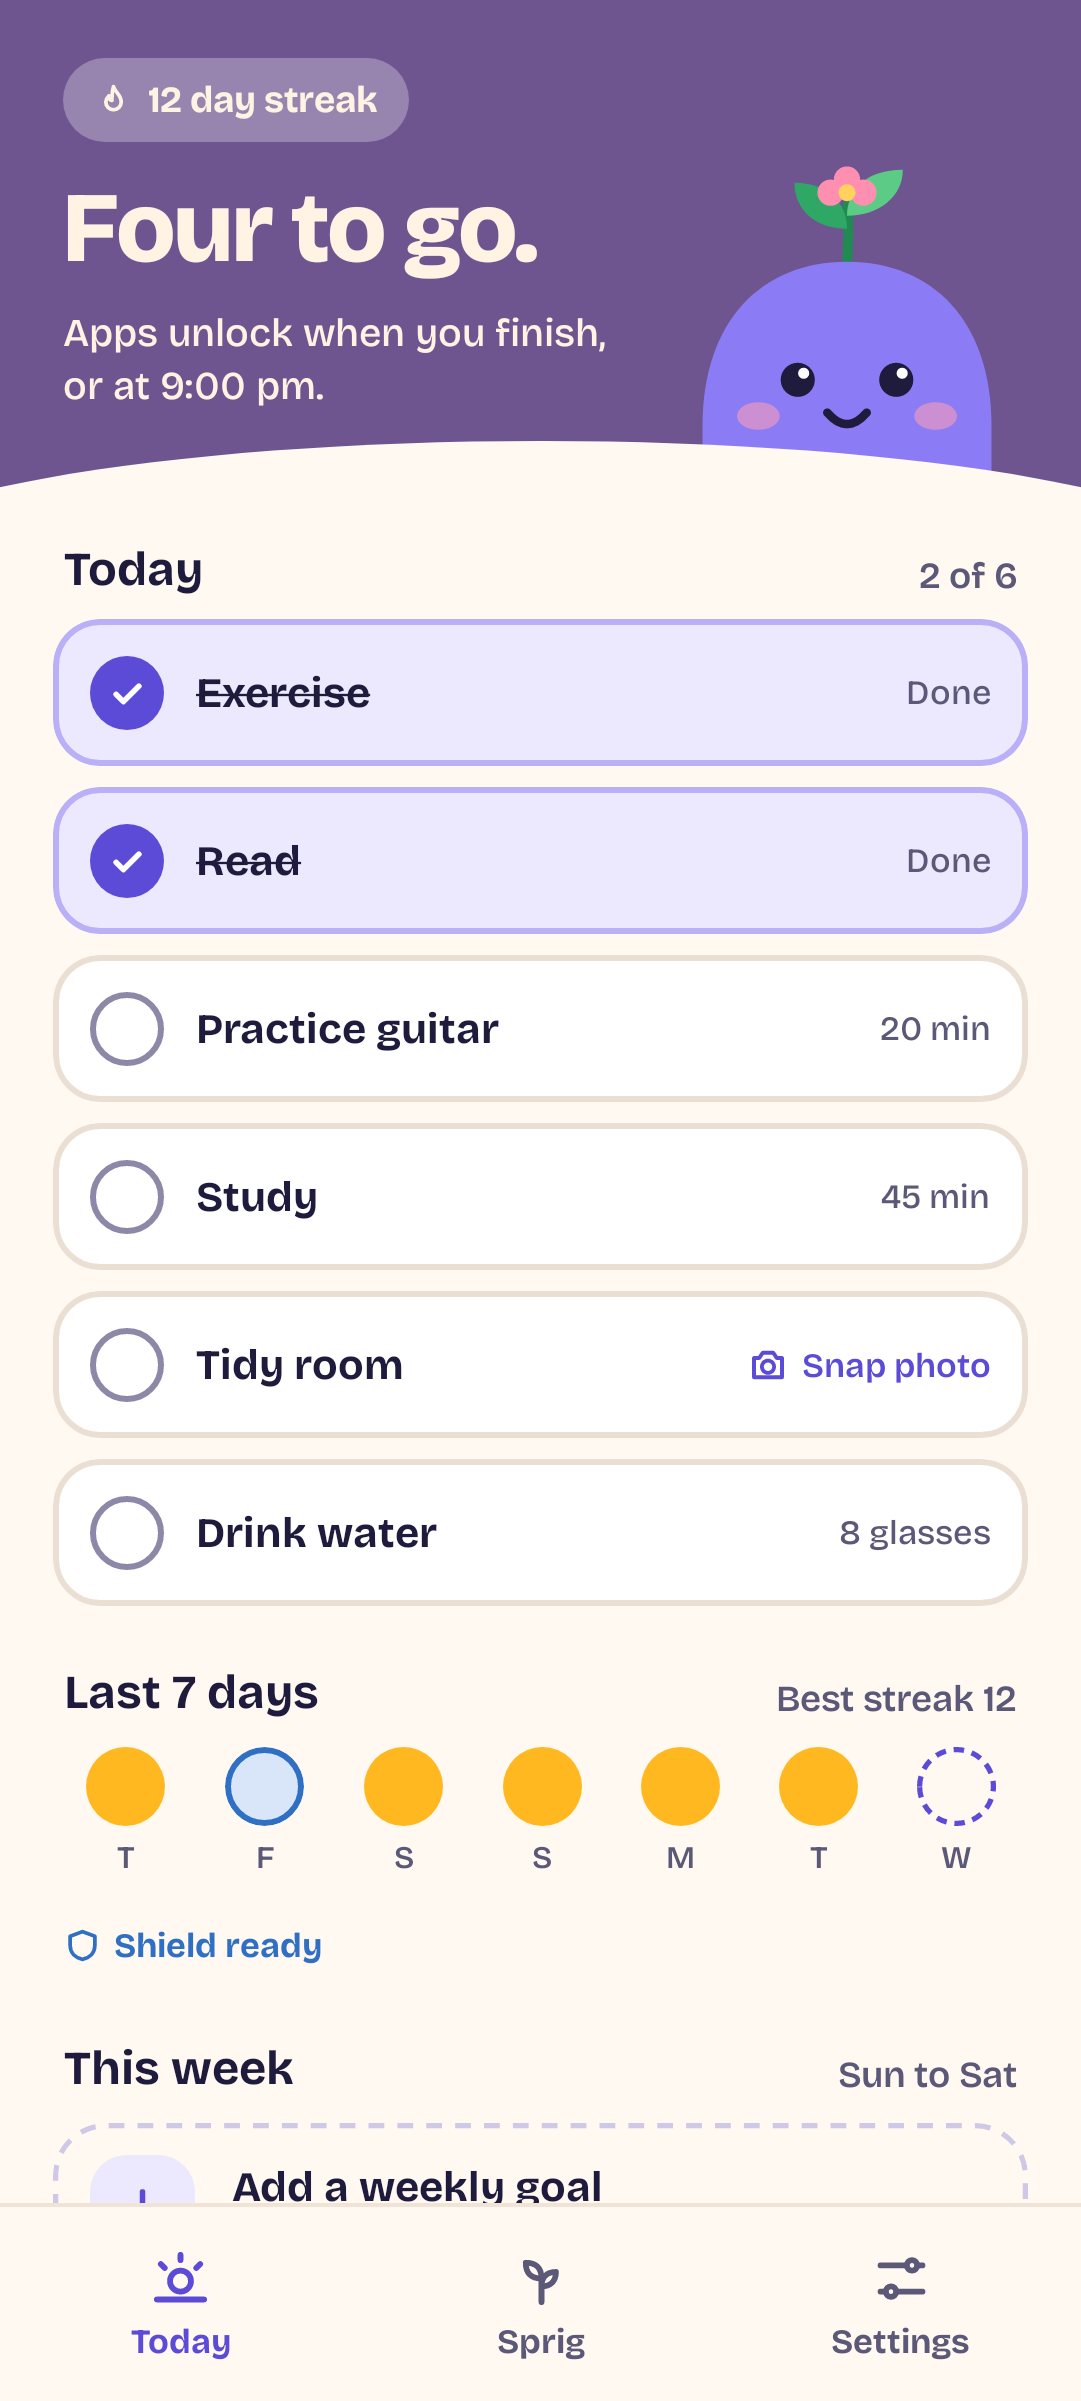 12 day streak
Four to go.
Apps unlock when you finish,
or at 9:00 pm.
Today
2 of 6
Exercise
Done
Read
Done
Practice guitar
20 min
Study
45 min
Tidy room
Snap photo
Drink water
8 glasses
Last 7 days
Best streak 12
T F S S M T W
Shield ready
This week
Sun to Sat
Add a weekly goal
Today
Sprig
Settings